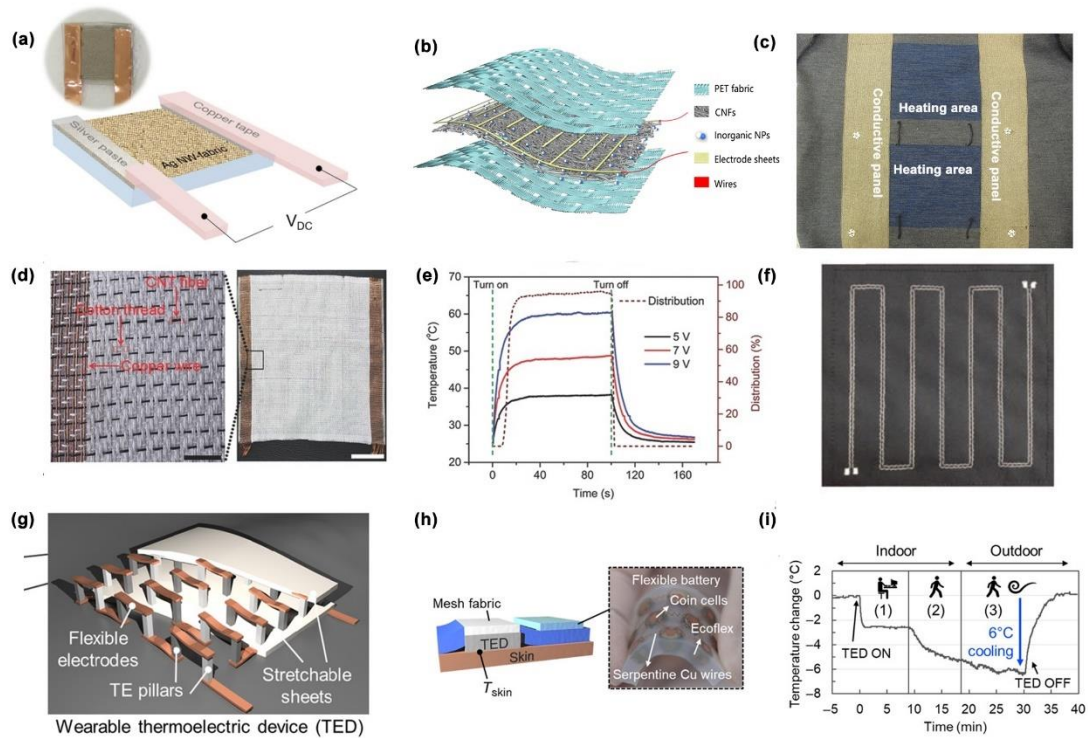 (a)
Copper tape
Silver paste
Ag NW-fabric
VDC
(b)
PET fabric
CNFs
Inorganic NPs
Electrode sheets
Wires
(c)
Conductive panel
Heating area
Heating area
Conductive panel
(d)
CNT fiber
Cotton thread
Copper wire
(e)
Turn on
Turn off
Distribution
5 V
7 V
9 V
70
60
50
40
30
20
Temperature (°C)
100
80
60
40
20
0
Distribution (%)
0 40 80 120 160
Time (s)
(f)
(g)
Flexible
electrodes
TE pillars
Stretchable
sheets
Wearable thermoelectric device (TED)
(h)
Mesh fabric
TED
Skin
Tskin
Flexible battery
Coin cells
Ecoflex
Serpentine Cu wires
(i)
Indoor
Outdoor
(1)
(2)
(3)
6°C
cooling
TED ON
TED OFF
2
0
−2
−4
−6
−8
Temperature change (°C)
−5 0 5 10 15 20 25 30 35 40
Time (min)